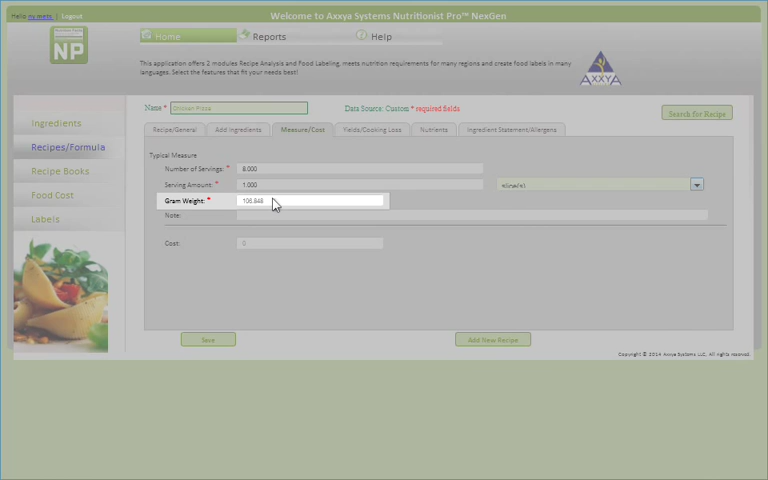 Hello ny metti | Logout
Welcome to Axxya Systems Nutritionist Pro™ NexGen
NP
Home
Reports
Help
This application offers 2 modules Recipe Analysis and Food Labeling, meets nutrition requirements for many regions and create food labels in many
languages. Select the features that fit your needs best!
AXXYA
Ingredients
Recipes/Formula
Recipe Books
Food Cost
Labels
Name * Chicken Pizza
Data Source: Custom * required fields
Search for Recipe
Recipe/General
Add Ingredients
Measure/Cost
Yields/Cooking Loss
Nutrients
Ingredient Statement/Allergens
Typical Measure
Number of Servings: * 8.000
Serving Amount: * 1.000
Gram Weight: * 106.848
Note:
Cost: 0
Save
Add New Recipe
Copyright © 2014 Axxya Systems LLC. All rights reserved.